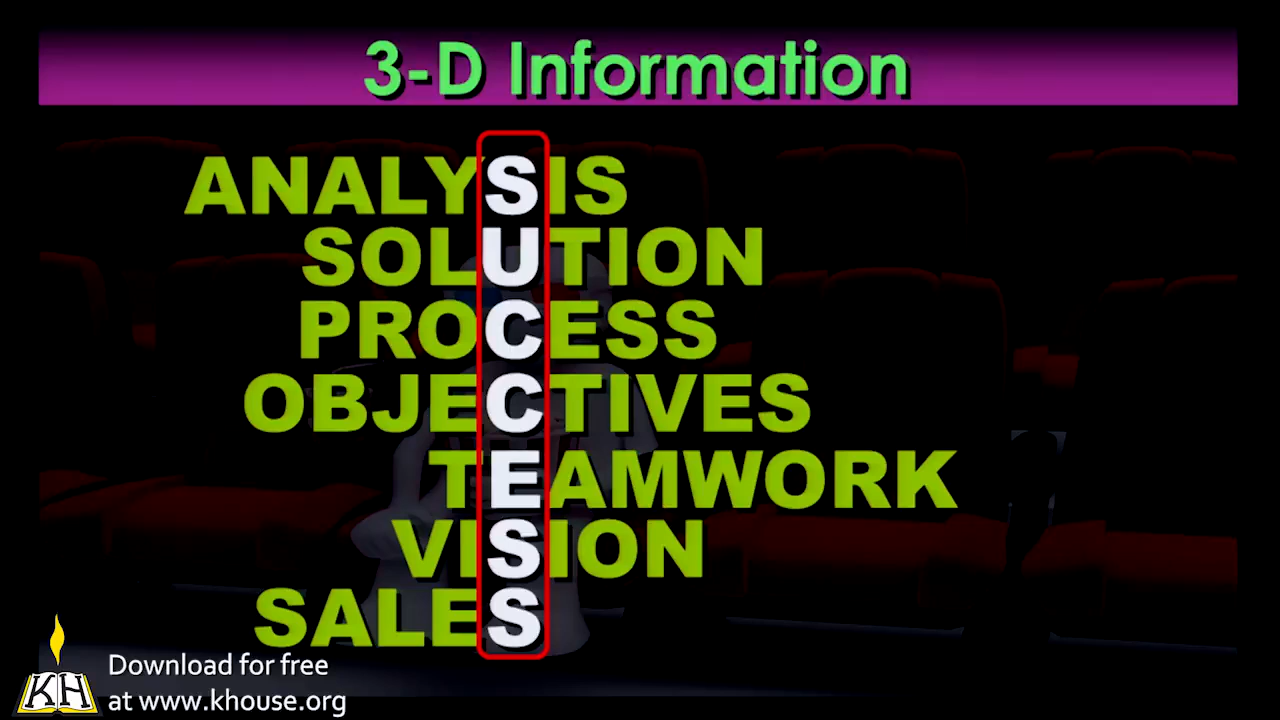 3-D Information
ANALYSIS
SOLUTION
PROCESS
OBJECTIVES
TEAMWORK
VISION
SALES
KH
Download for free
at www.khouse.org